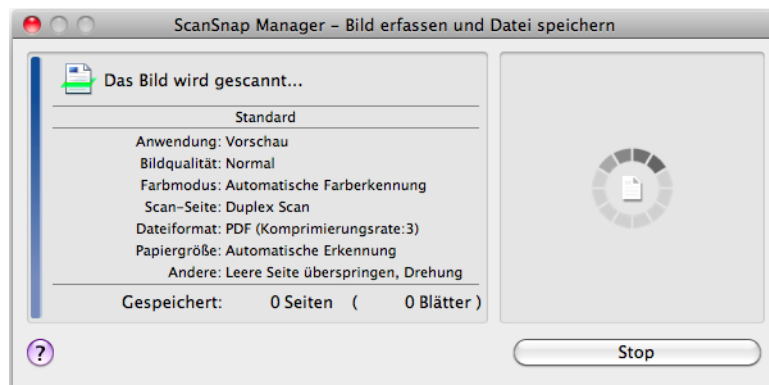 ScanSnap Manager – Bild erfassen und Datei speichern
Das Bild wird gescannt...
Standard
Anwendung: Vorschau
Bildqualität: Normal
Farbmodus: Automatische Farberkennung
Scan-Seite: Duplex Scan
Dateiformat: PDF (Komprimierungsrate:3)
Papiergröße: Automatische Erkennung
Andere: Leere Seite überspringen, Drehung
Gespeichert: 0 Seiten ( 0 Blätter )
?
Stop